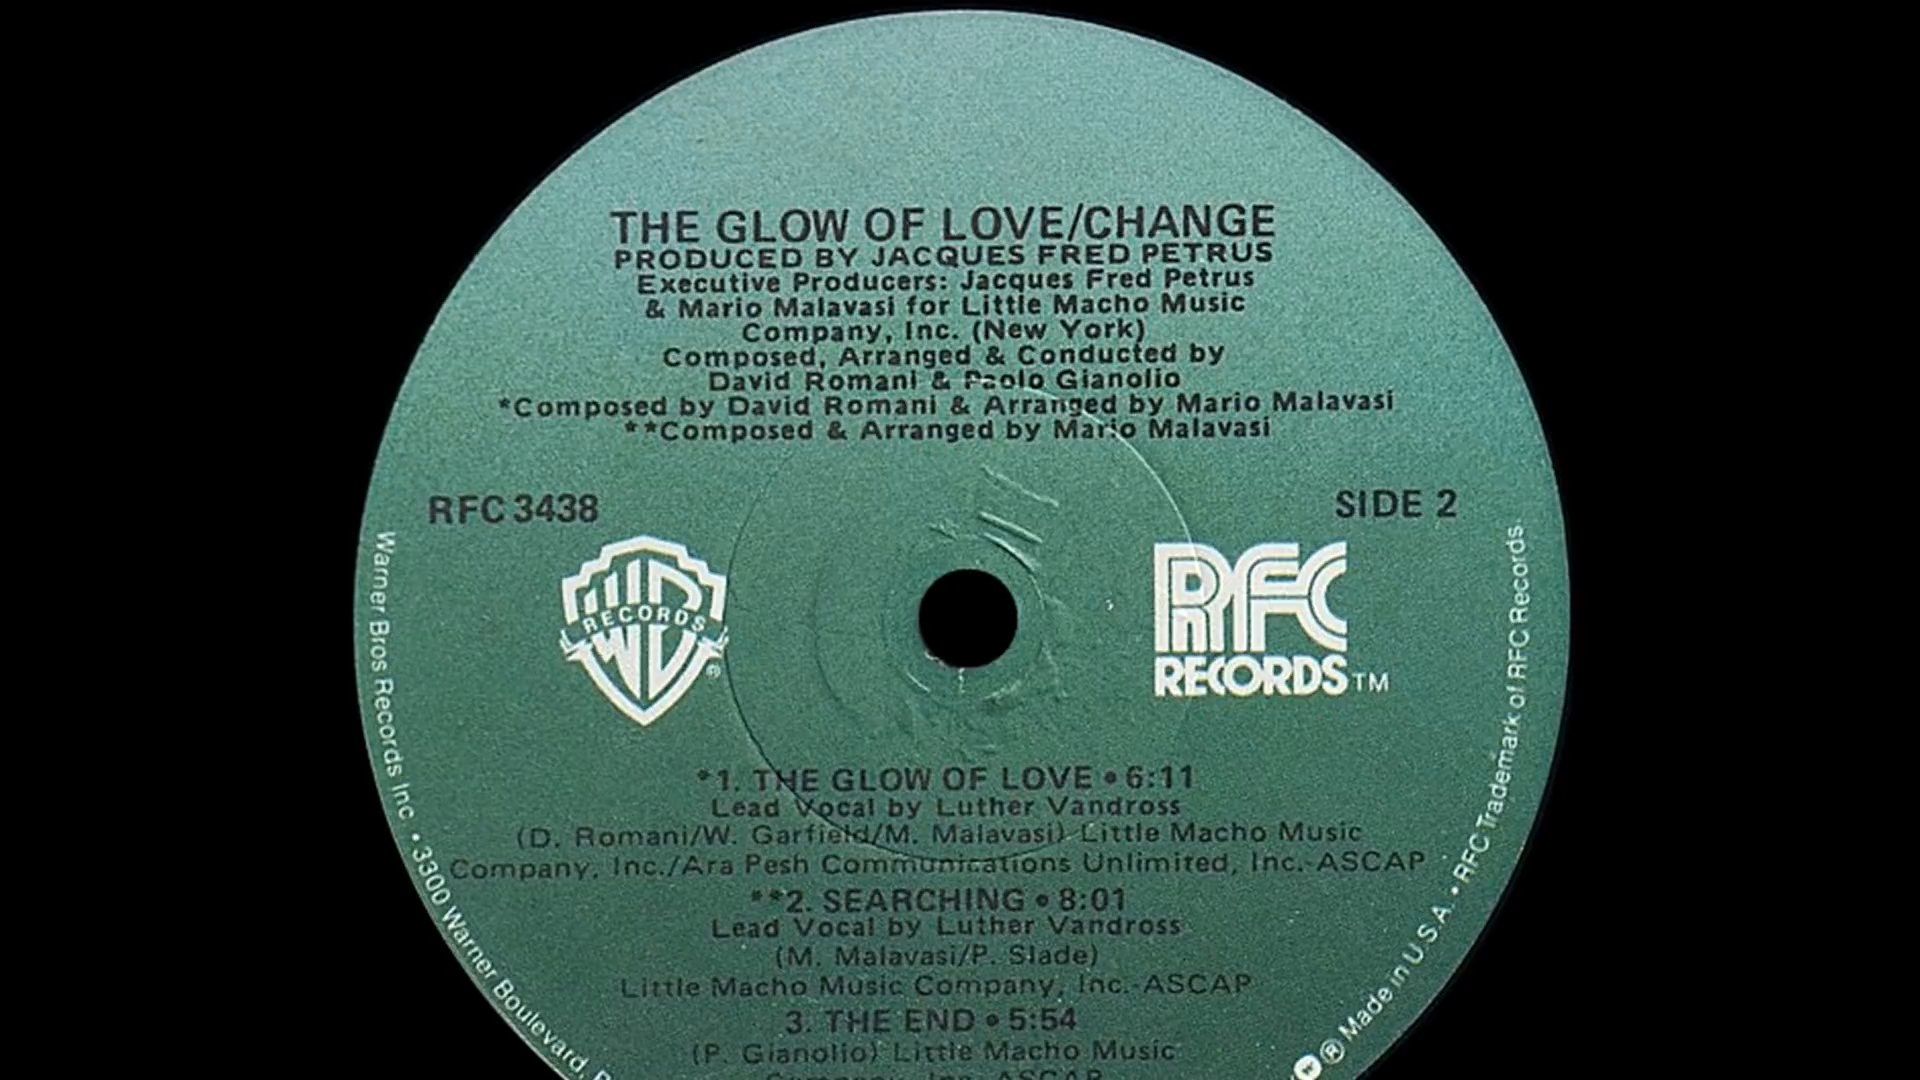 THE GLOW OF LOVE/CHANGE
PRODUCED BY JACQUES FRED PETRUS
Executive Producers: Jacques Fred Petrus
& Mario Malavasi for Little Macho Music
Company, Inc. (New York)
Composed, Arranged & Conducted by
David Romani & Paolo Gianolio
*Composed by David Romani & Arranged by Mario Malavasi
**Composed & Arranged by Mario Malavasi
RFC 3438
SIDE 2
WB
RECORDS
®
RFC
RECORDS TM
*1. THE GLOW OF LOVE • 6:11
Lead Vocal by Luther Vandross
(D. Romani/W. Garfield/M. Malavasi) Little Macho Music
Company, Inc./Ara Pesh Communications Unlimited, Inc.-ASCAP
**2. SEARCHING • 8:01
Lead Vocal by Luther Vandross
(M. Malavasi/P. Slade)
Little Macho Music Company, Inc.-ASCAP
3. THE END • 5:54
(P. Gianolio) Little Macho Music
Company, Inc.-ASCAP
Warner Bros Records Inc. • 3300 Warner Boulevard,
® Made in U.S.A. • RFC Trademark of RFC Records.